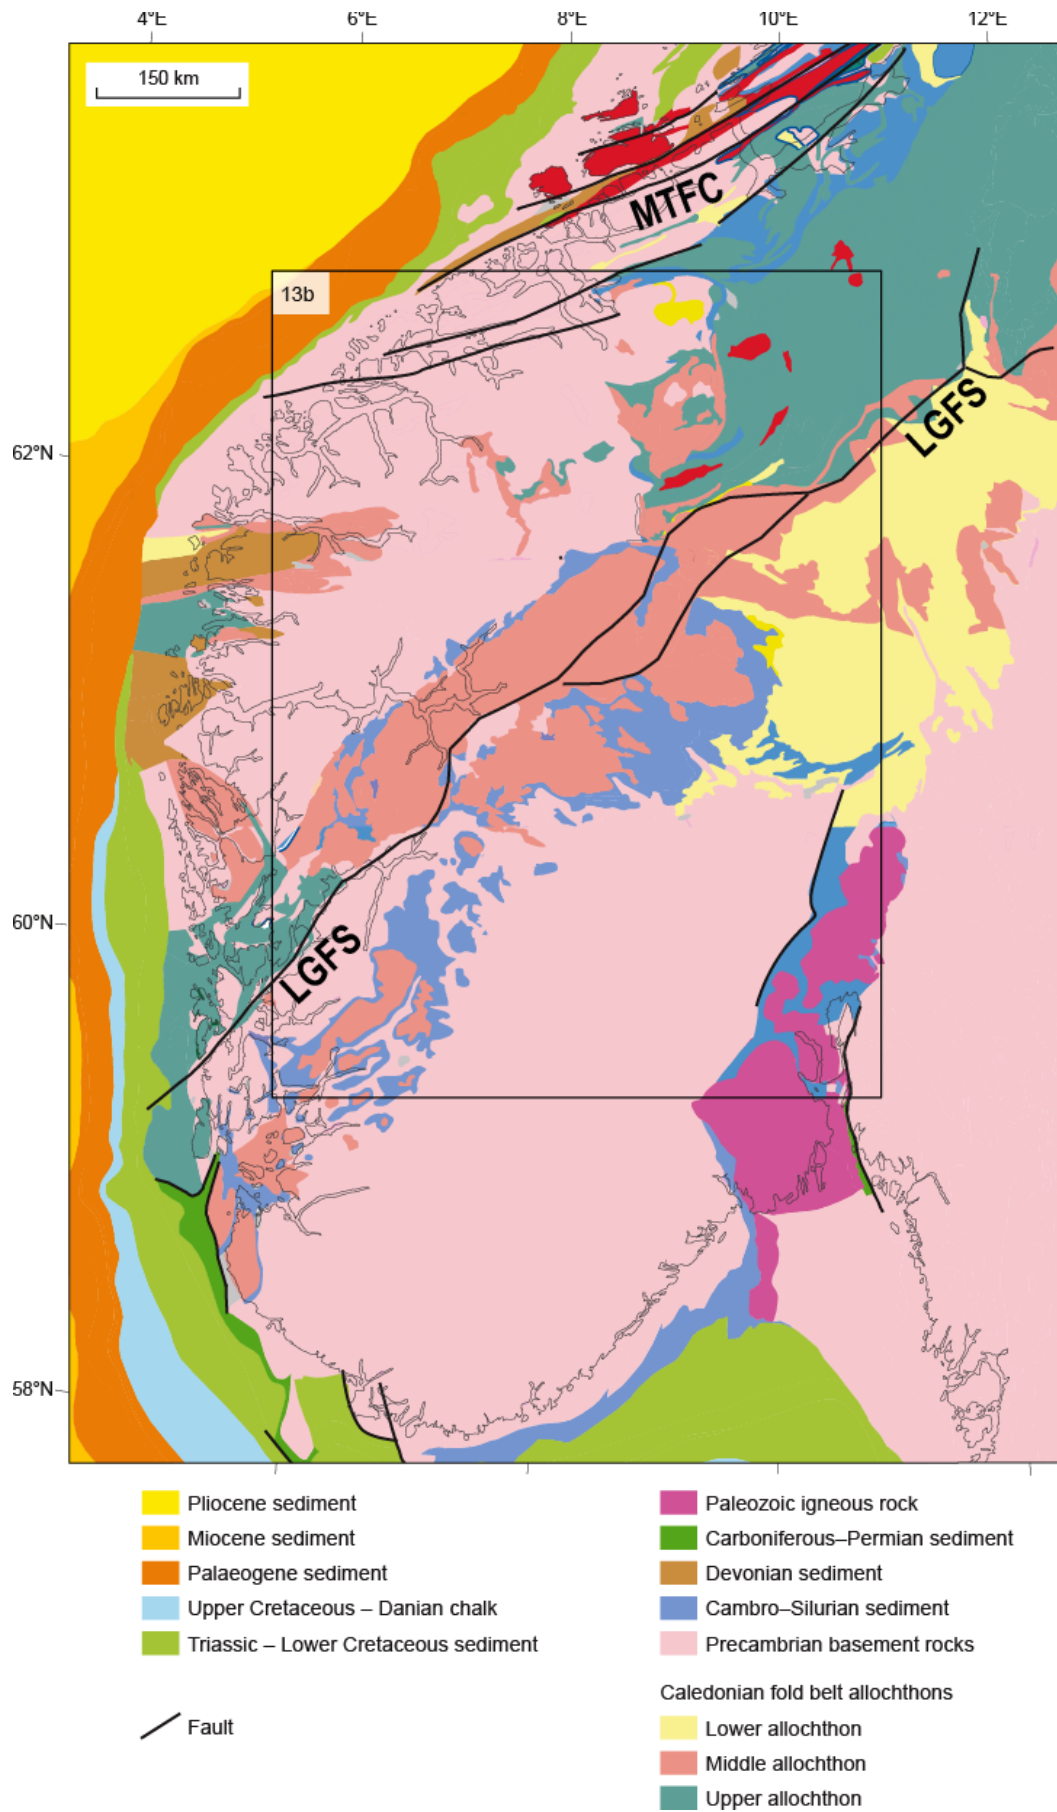 4°E 6°E 8°E 10°E 12°E
150 km
MTFC
13b
LGFS
62°N
60°N
LGFS
58°N
Pliocene sediment
Miocene sediment
Palaeogene sediment
Upper Cretaceous – Danian chalk
Triassic – Lower Cretaceous sediment
Fault
Paleozoic igneous rock
Carboniferous–Permian sediment
Devonian sediment
Cambro–Silurian sediment
Precambrian basement rocks
Caledonian fold belt allochthons
Lower allochthon
Middle allochthon
Upper allochthon